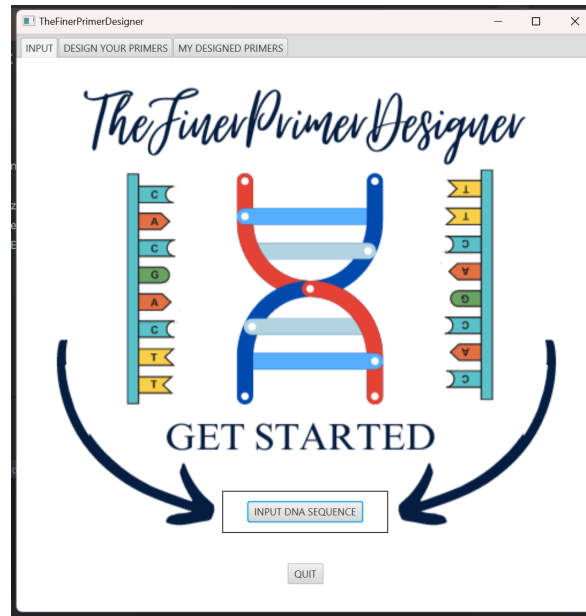 TheFinerPrimerDesigner
INPUT
DESIGN YOUR PRIMERS
MY DESIGNED PRIMERS
TheFinerPrimerDesigner
C
A
C
G
A
C
T
T
T
T
C
A
G
C
A
C
GET STARTED
INPUT DNA SEQUENCE
QUIT